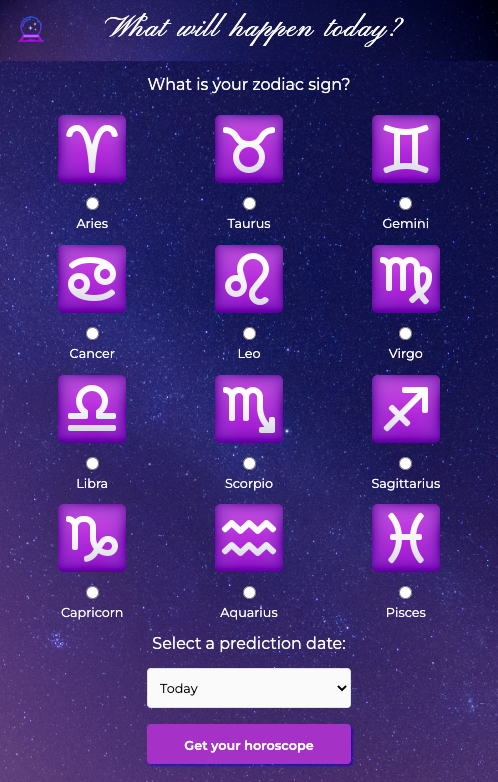 What will happen today?
What is your zodiac sign?
Aries Taurus Gemini
Cancer Leo Virgo
Libra Scorpio Sagittarius
Capricorn Aquarius Pisces
Select a prediction date:
Today
Get your horoscope